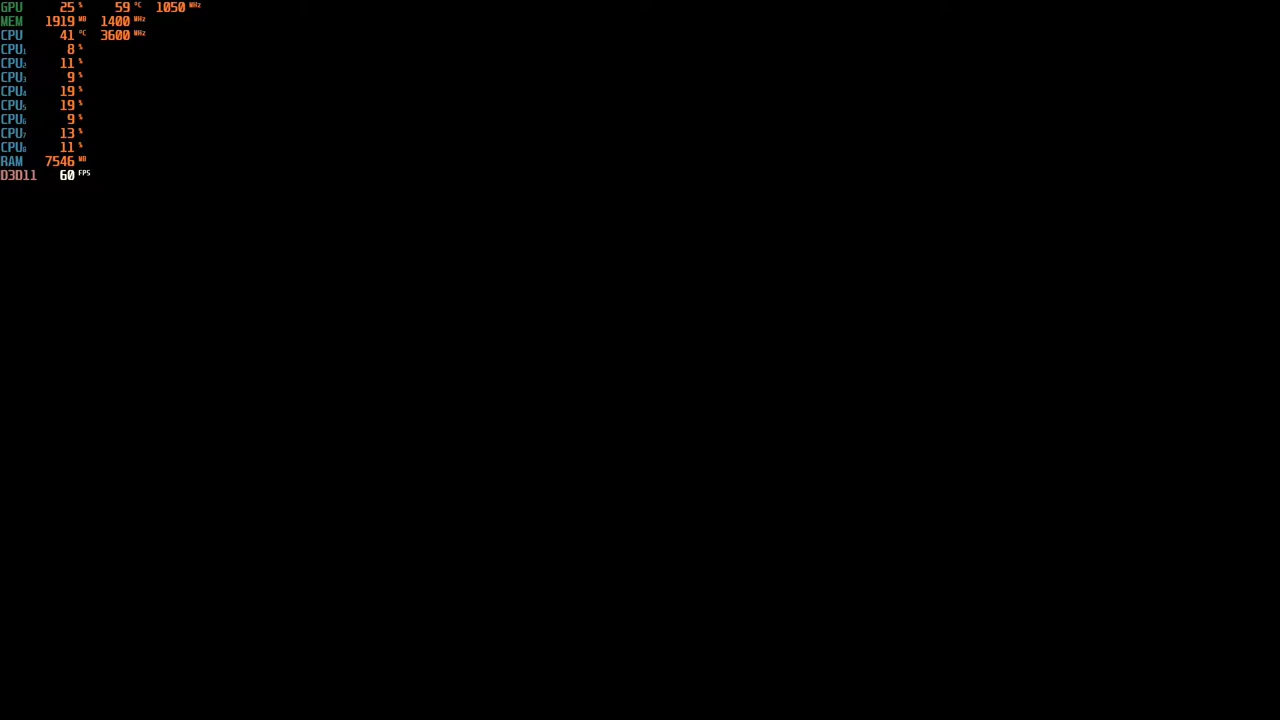 GPU 25 % 59 °C 1050 MHz
MEM 1919 MB 1400 MHz
CPU 41 °C 3600 MHz
CPU1 8 %
CPU2 11 %
CPU3 9 %
CPU4 19 %
CPU5 19 %
CPU6 9 %
CPU7 13 %
CPU8 11 %
RAM 7546 MB
D3D11 60 FPS